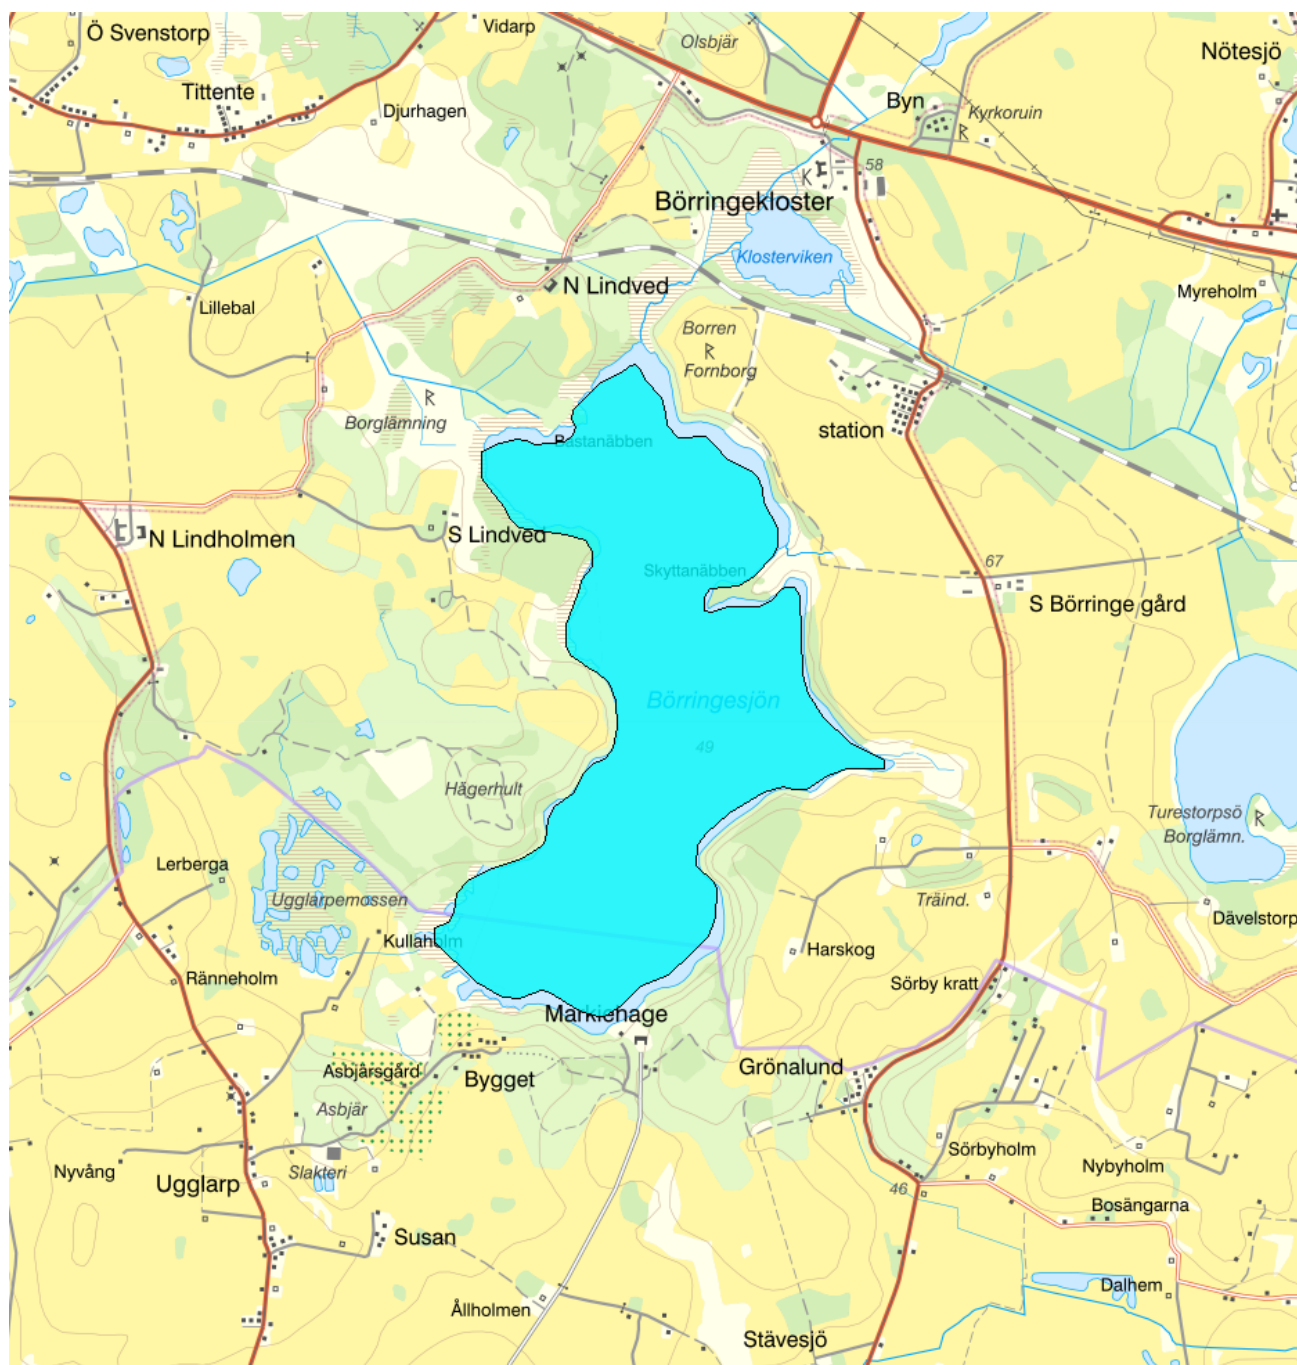 Ö Svenstorp
Vidarp
Olsbjär
Nötesjö
Tittente
Djurhagen
Byn
Kyrkoruin
58
Börringekloster
Klosterviken
N Lindved
Myreholm
Lillebal
Borren
Fornborg
Borglämning
station
Bastanäbben
N Lindholmen
S Lindved
67
Skyttanäbben
S Börringe gård
Börringesjön
49
Hägerhult
Turestorpsö
Borglämn.
Lerberga
Ugglarpemossen
Träind.
Dävelstorp
Kullaholm
Harskog
Ränneholm
Sörby kratt
Markiehage
Grönalund
Asbjärsgård
Bygget
Asbjär
Sörbyholm
Nyvång
Slakteri
Nybyholm
Ugglarp
46
Bosängarna
Susan
Dalhem
Ållholmen
Stävesjö